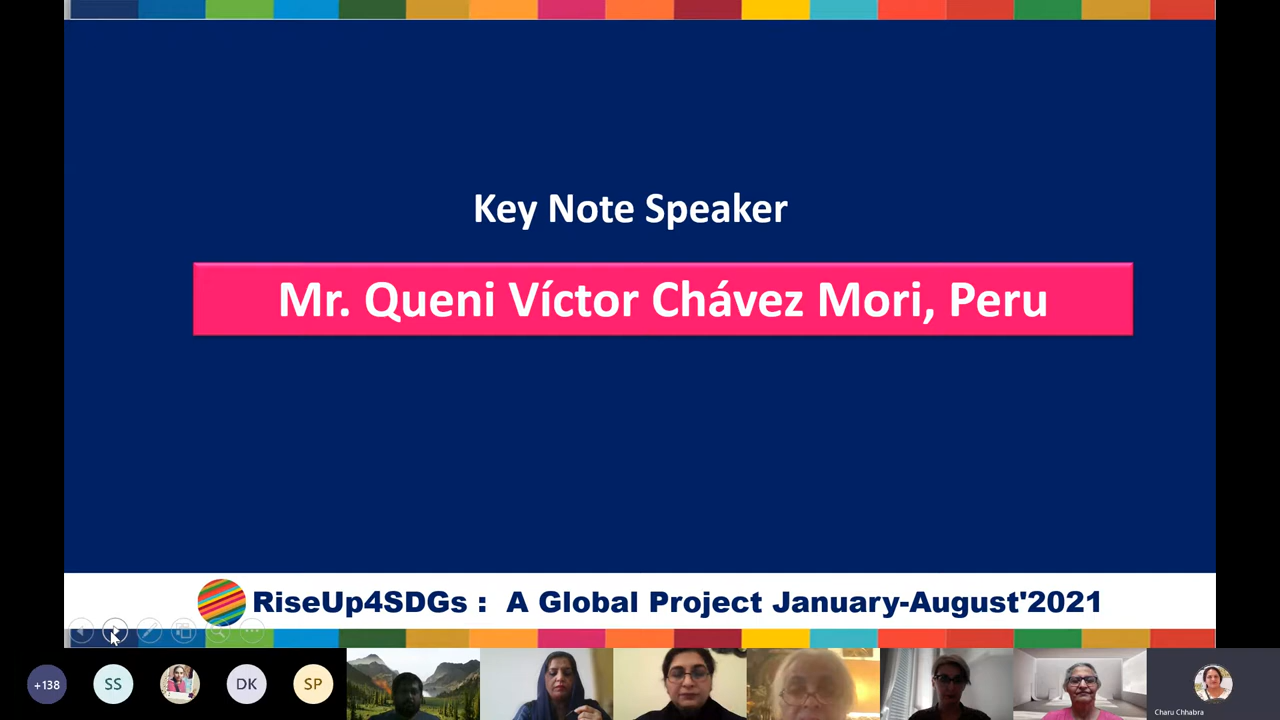 Key Note Speaker
Mr. Queni Víctor Chávez Mori, Peru
RiseUp4SDGs : A Global Project January-August'2021
+138
SS
DK
SP
Charu Chhabra